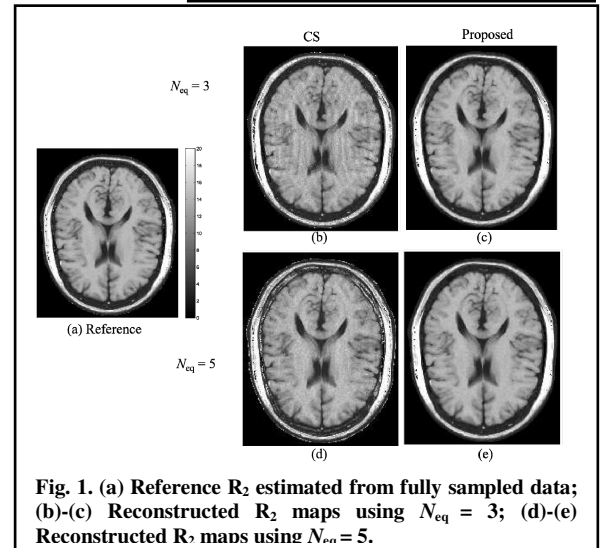 CS Proposed
N_eq = 3
20
18
16
14
12
10
8
6
4
2
0
(b) (c)
(a) Reference
N_eq = 5
(d) (e)
Fig. 1. (a) Reference R₂ estimated from fully sampled data;
(b)-(c) Reconstructed R₂ maps using N_eq = 3; (d)-(e)
Reconstructed R₂ maps using N_eq = 5.